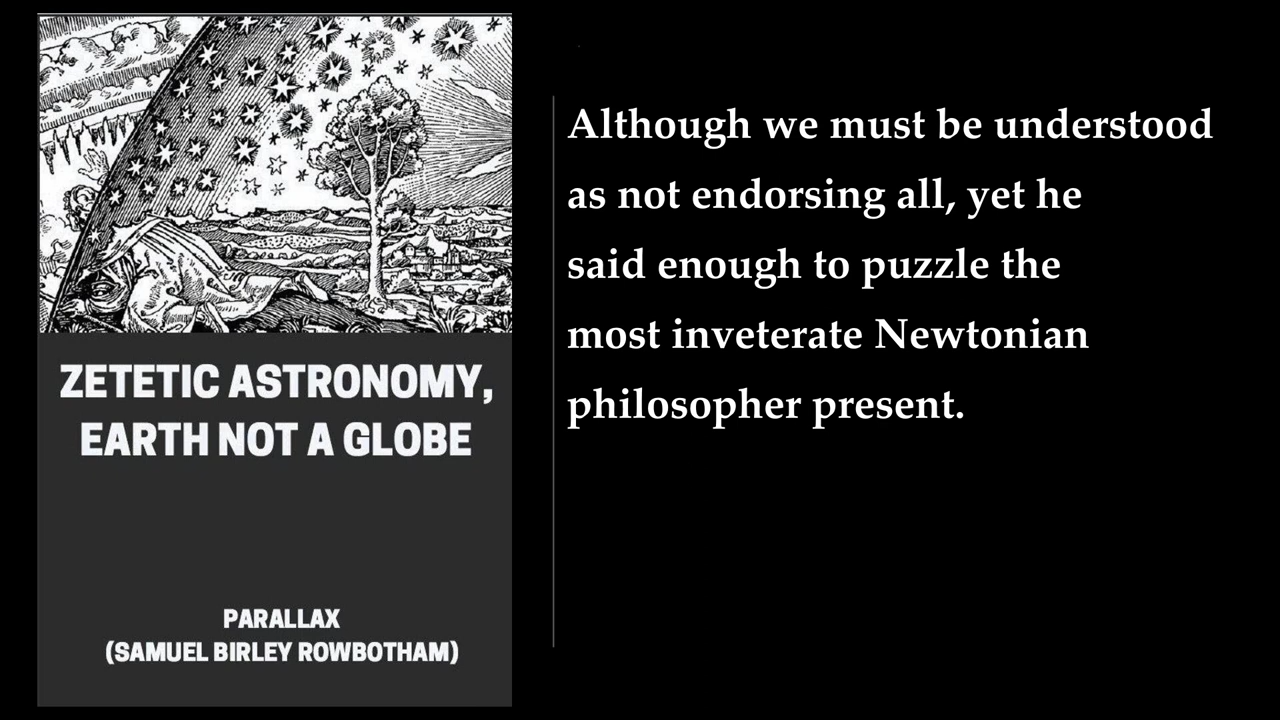 ZETETIC ASTRONOMY,
EARTH NOT A GLOBE
PARALLAX
(SAMUEL BIRLEY ROWBOTHAM)
Although we must be understood
as not endorsing all, yet he
said enough to puzzle the
most inveterate Newtonian
philosopher present.